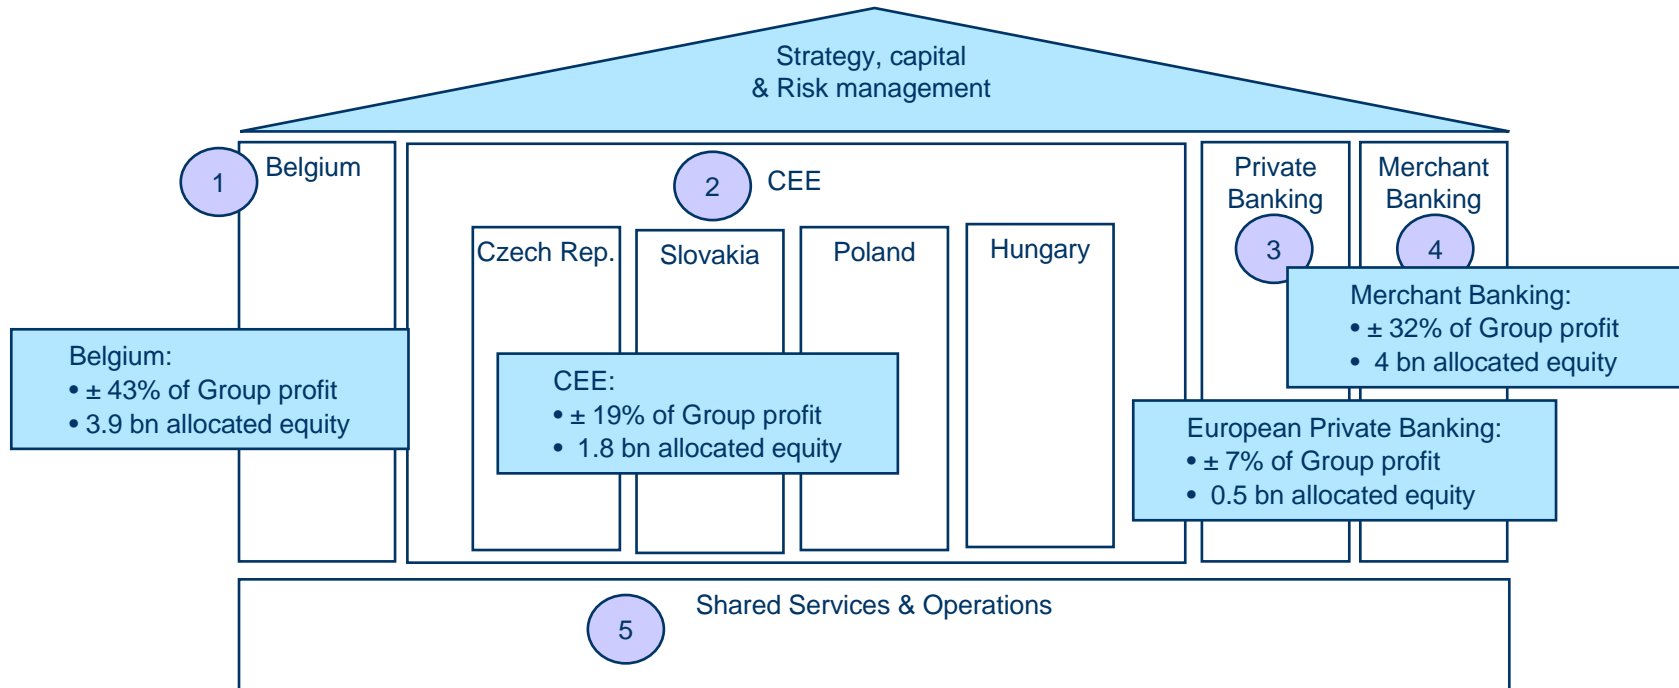 Strategy, capital
& Risk management
1
Belgium
2
CEE
Private
Banking
3
Merchant
Banking
4
Czech Rep.
Slovakia
Poland
Hungary
Belgium:
• ± 43% of Group profit
• 3.9 bn allocated equity
CEE:
• ± 19% of Group profit
• 1.8 bn allocated equity
Merchant Banking:
• ± 32% of Group profit
• 4 bn allocated equity
European Private Banking:
• ± 7% of Group profit
• 0.5 bn allocated equity
Shared Services & Operations
5